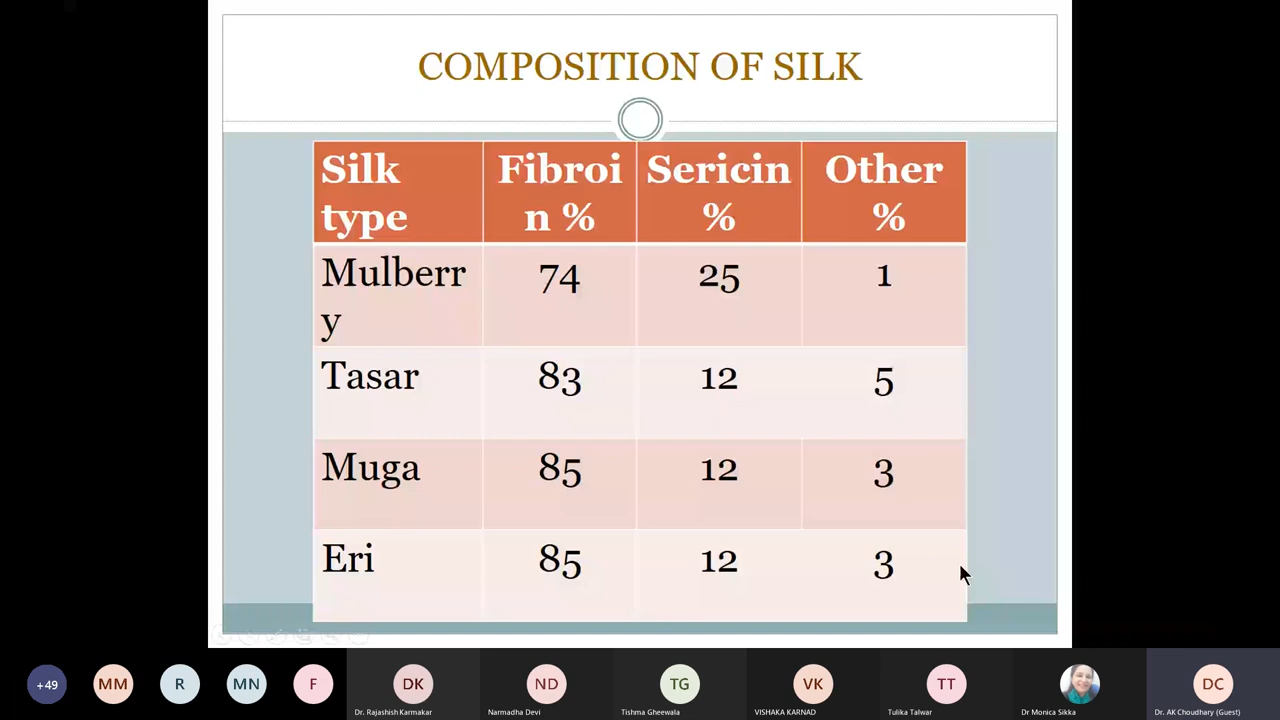 COMPOSITION OF SILK
Silk type Fibroi n % Sericin % Other %
Mulberr y 74 25 1
Tasar 83 12 5
Muga 85 12 3
Eri 85 12 3
+49 MM R MN F DK ND TG VK TT DC
Dr. Rajashish Karmakar Narmadha Devi Tishma Gheewala VISHAKA KARNAD Tulika Talwar Dr Monica Sikka Dr. AK Choudhary (Guest)